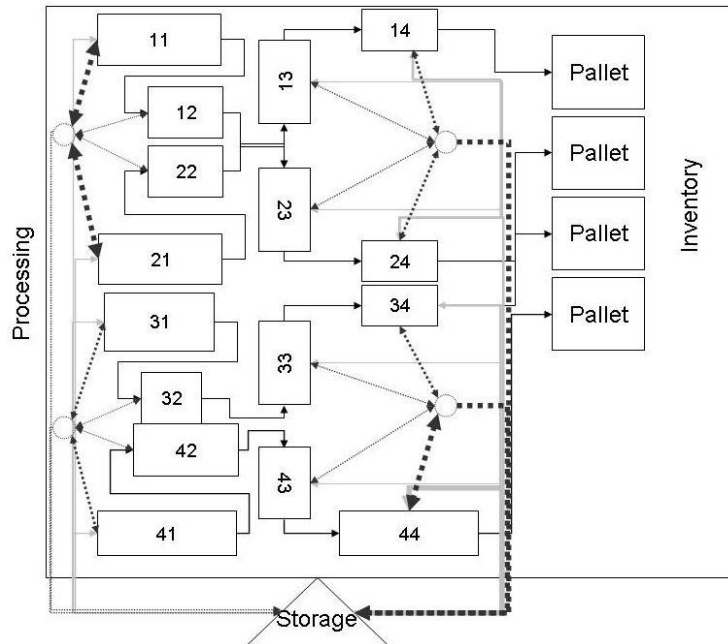 11
14
Pallet
12
13
22
Pallet
23
21
24
Pallet
Processing
Inventory
31
34
Pallet
32
33
42
43
41
44
Storage